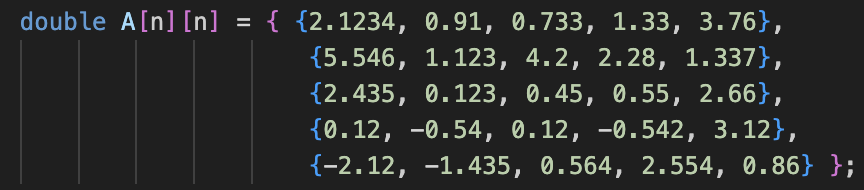 double A[n][n] = { {2.1234, 0.91, 0.733, 1.33, 3.76},
{5.546, 1.123, 4.2, 2.28, 1.337},
{2.435, 0.123, 0.45, 0.55, 2.66},
{0.12, -0.54, 0.12, -0.542, 3.12},
{-2.12, -1.435, 0.564, 2.554, 0.86} };